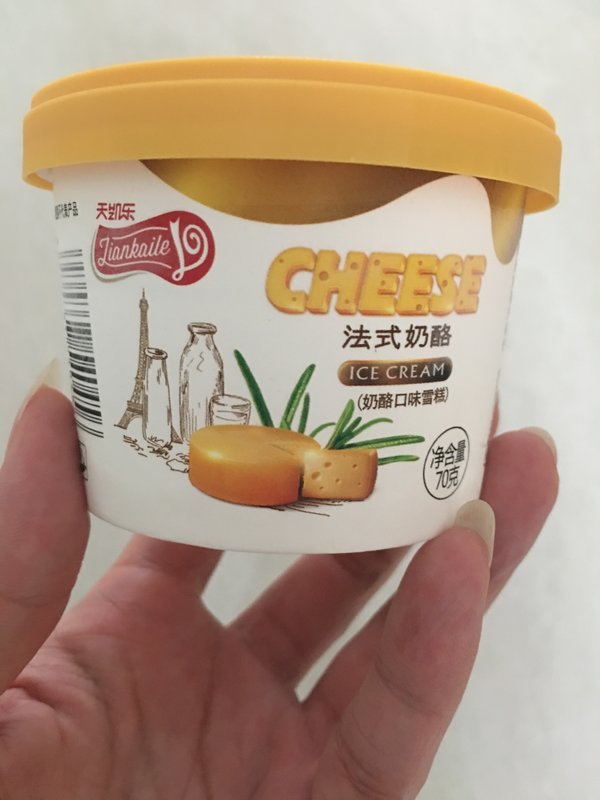 天凯乐
Tiankaile
CHEESE
法式奶酪
ICE CREAM
(奶酪口味雪糕)
净含量
70克